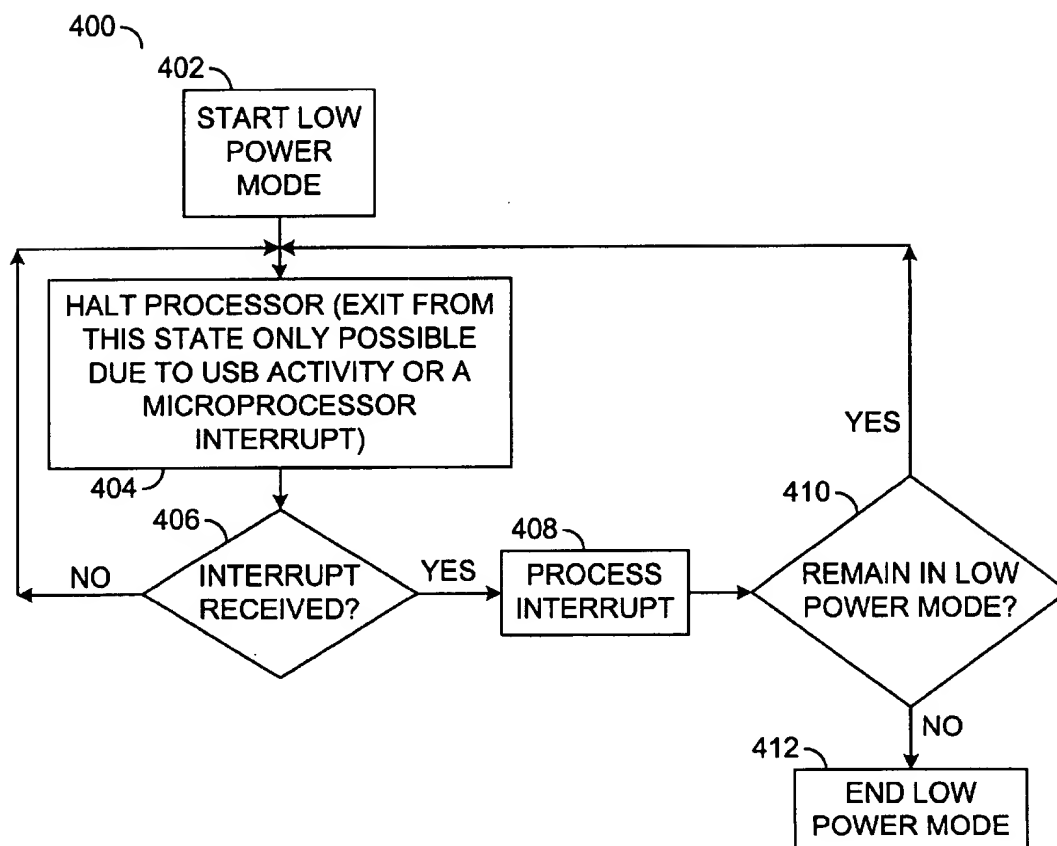 400
402
START LOW
POWER
MODE
HALT PROCESSOR (EXIT FROM
THIS STATE ONLY POSSIBLE
DUE TO USB ACTIVITY OR A
MICROPROCESSOR
INTERRUPT)
404
406
INTERRUPT
RECEIVED?
NO
YES
408
PROCESS
INTERRUPT
410
REMAIN IN LOW
POWER MODE?
YES
NO
412
END LOW
POWER MODE